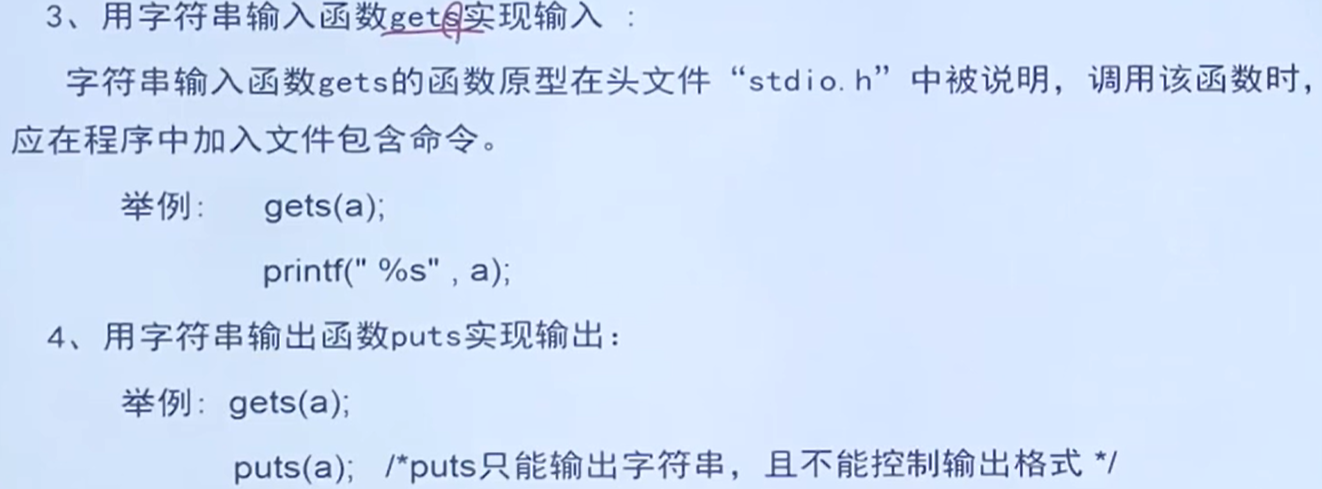 3、用字符串输入函数gets实现输入 :
字符串输入函数gets的函数原型在头文件“stdio.h”中被说明，调用该函数时，
应在程序中加入文件包含命令。
举例: gets(a);
printf(" %s" , a);
4、用字符串输出函数puts实现输出:
举例: gets(a);
puts(a); /*puts只能输出字符串，且不能控制输出格式 */